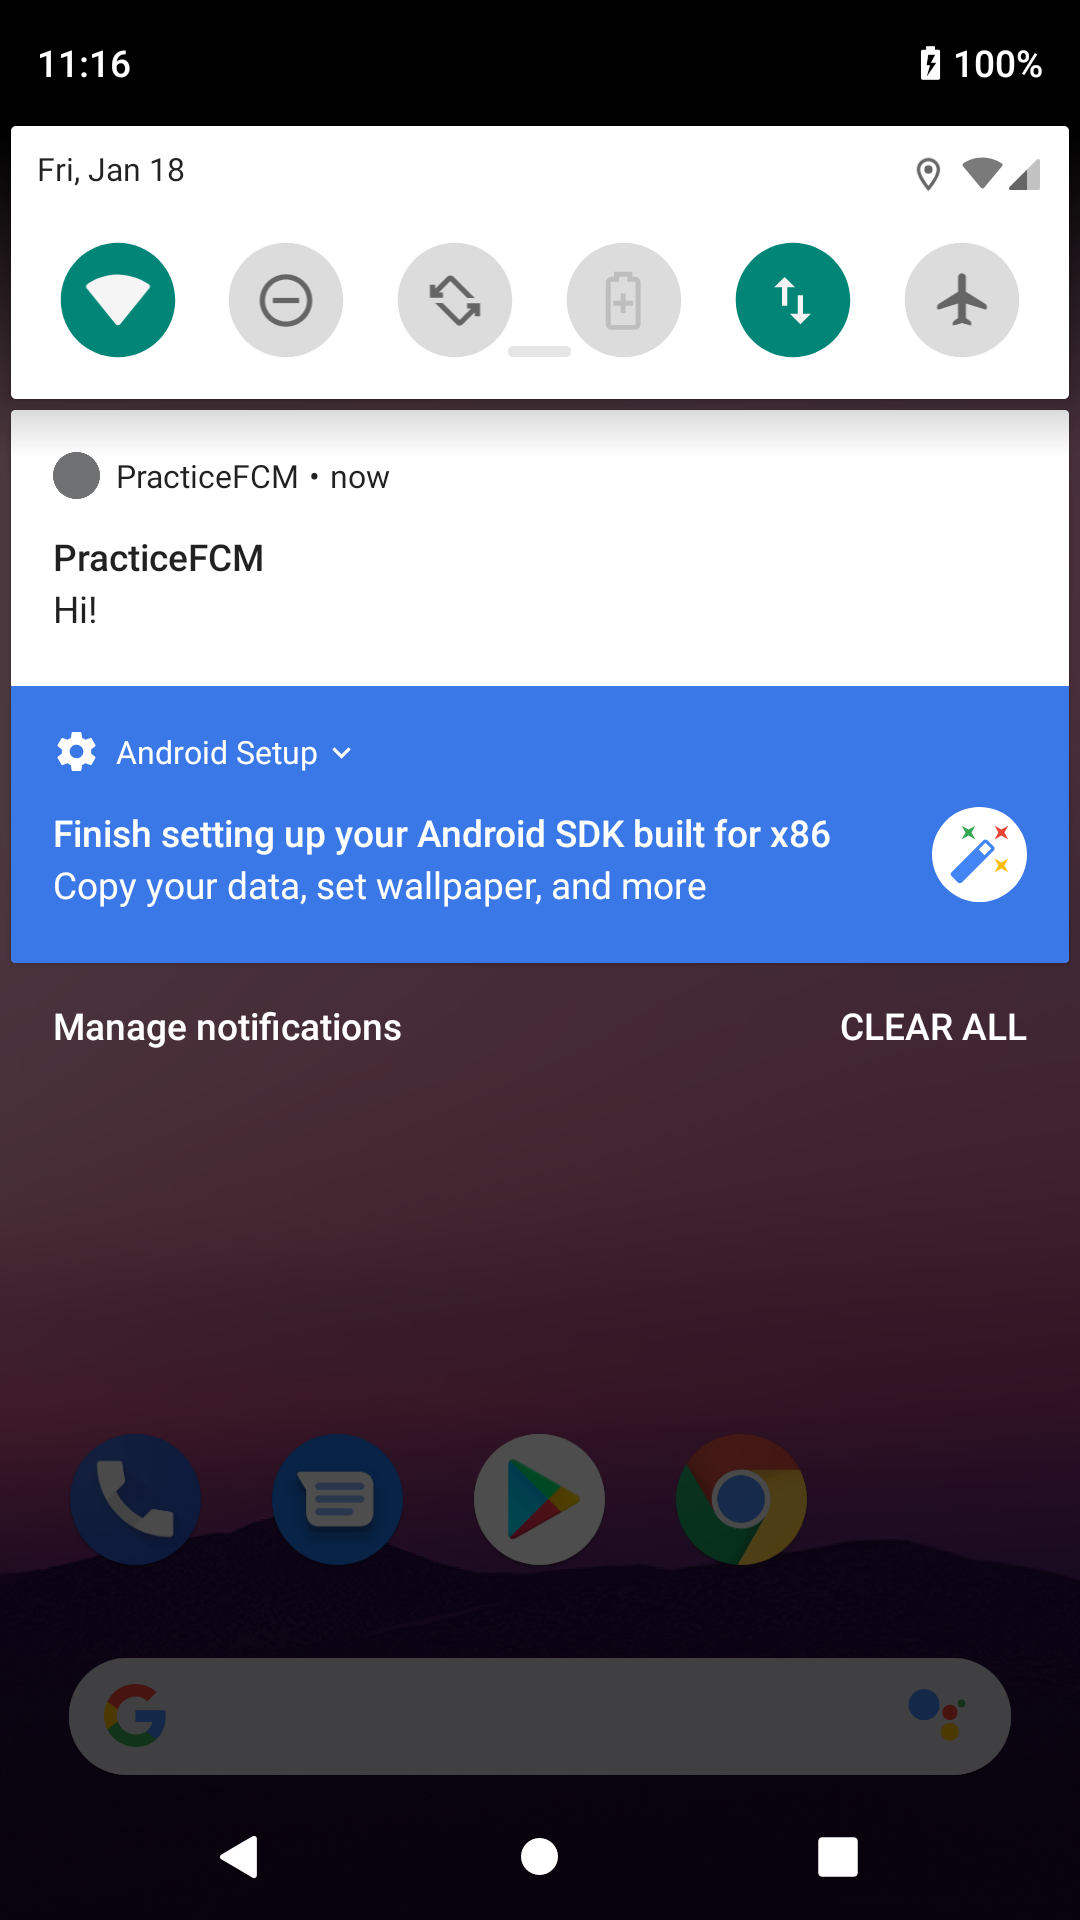 11:16
100%
Fri, Jan 18
PracticeFCM • now
PracticeFCM
Hi!
Android Setup
Finish setting up your Android SDK built for x86
Copy your data, set wallpaper, and more
Manage notifications
CLEAR ALL